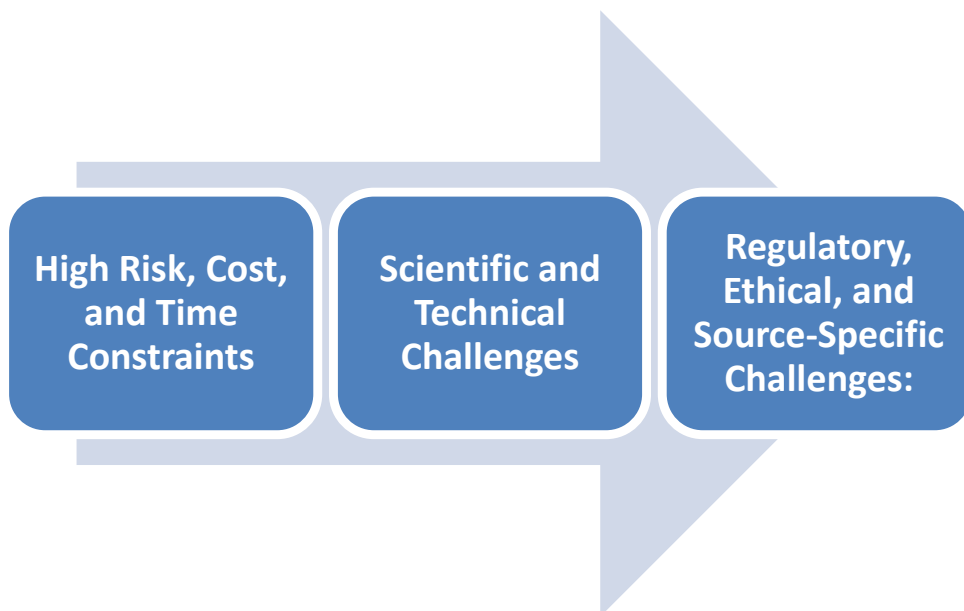 High Risk, Cost,
and Time
Constraints
Scientific and
Technical
Challenges
Regulatory,
Ethical, and
Source-Specific
Challenges: